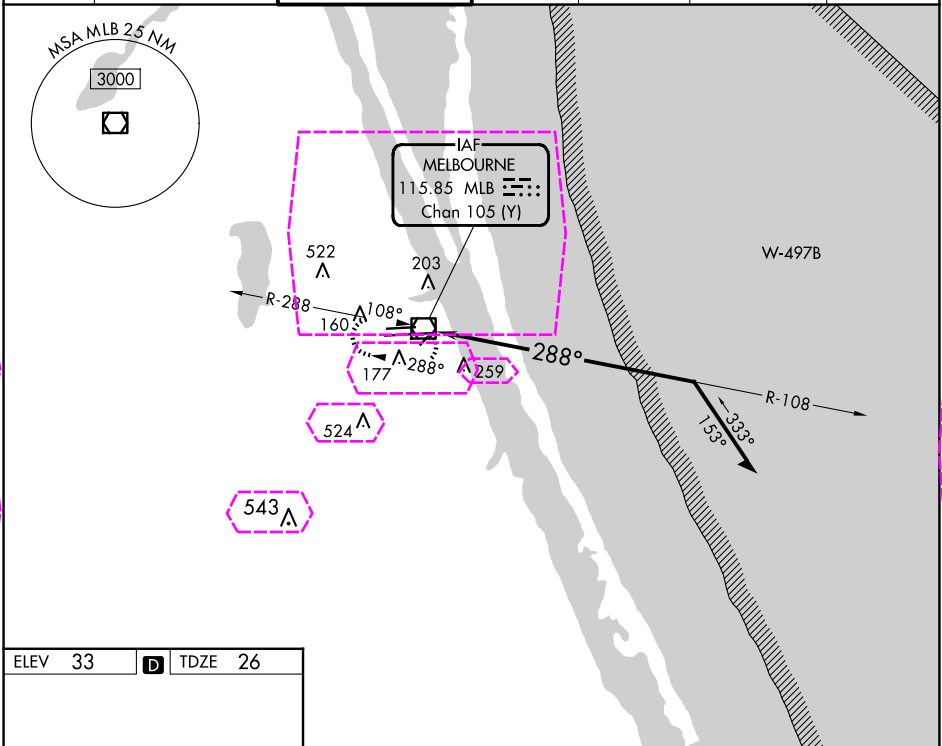 MSA MLB 25 NM
3000
IAF
MELBOURNE
115.85 MLB
Chan 105 (Y)
W-497B
522
203
R-288
108°
160
288°
177
288°
259
R-108
333°
153°
524
543
ELEV 33 D TDZE 26